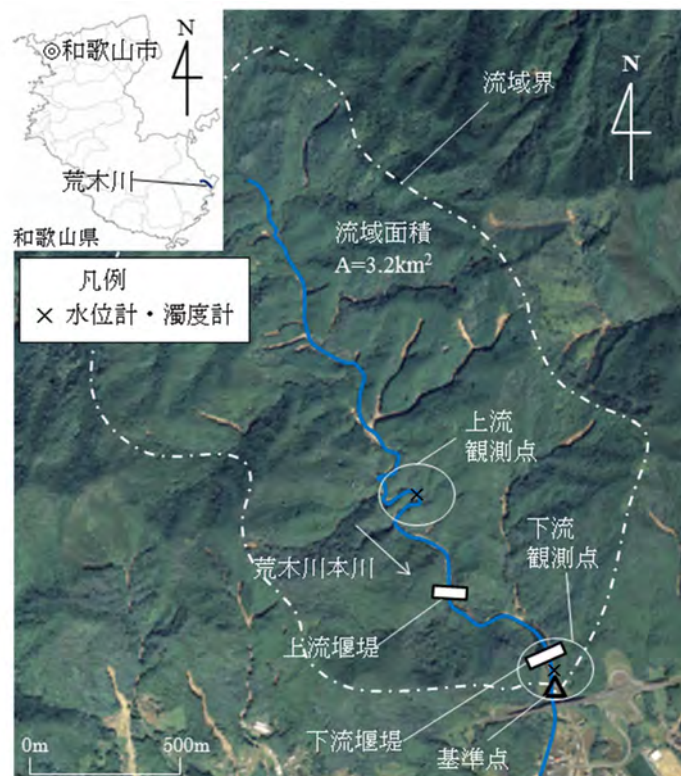 ◎和歌山市
N
荒木川
和歌山県
凡例
× 水位計・濁度計
流域界
N
流域面積
A=3.2km²
上流
観測点
下流
観測点
荒木川本川
上流堰堤
下流堰堤
基準点
0m
500m